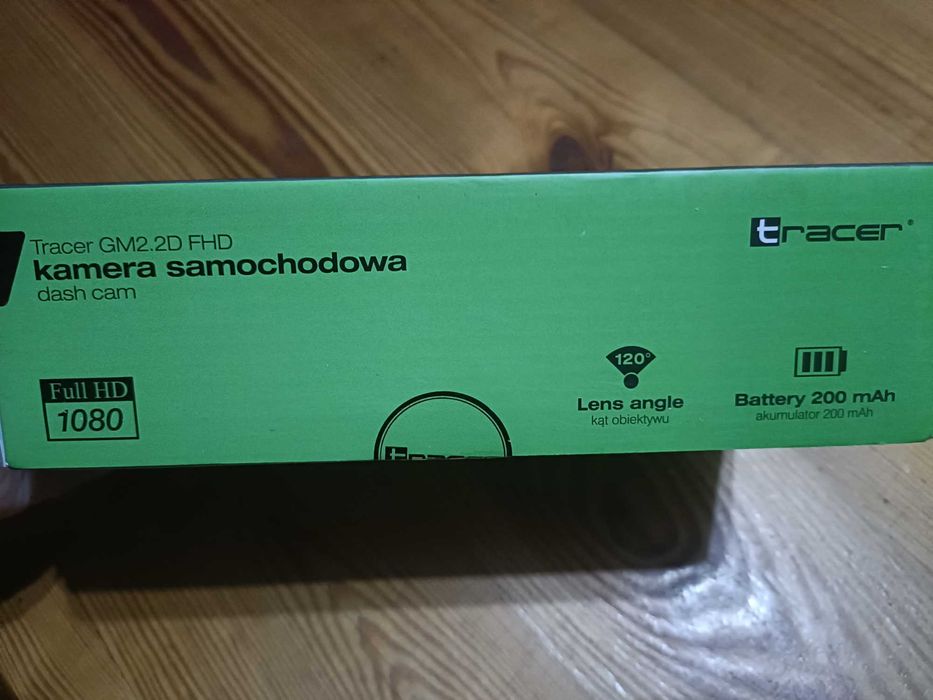 Tracer GM2.2D FHD
kamera samochodowa
dash cam
tracer®
Full HD
1080
120°
Lens angle
kąt obiektywu
Battery 200 mAh
akumulator 200 mAh
tracer